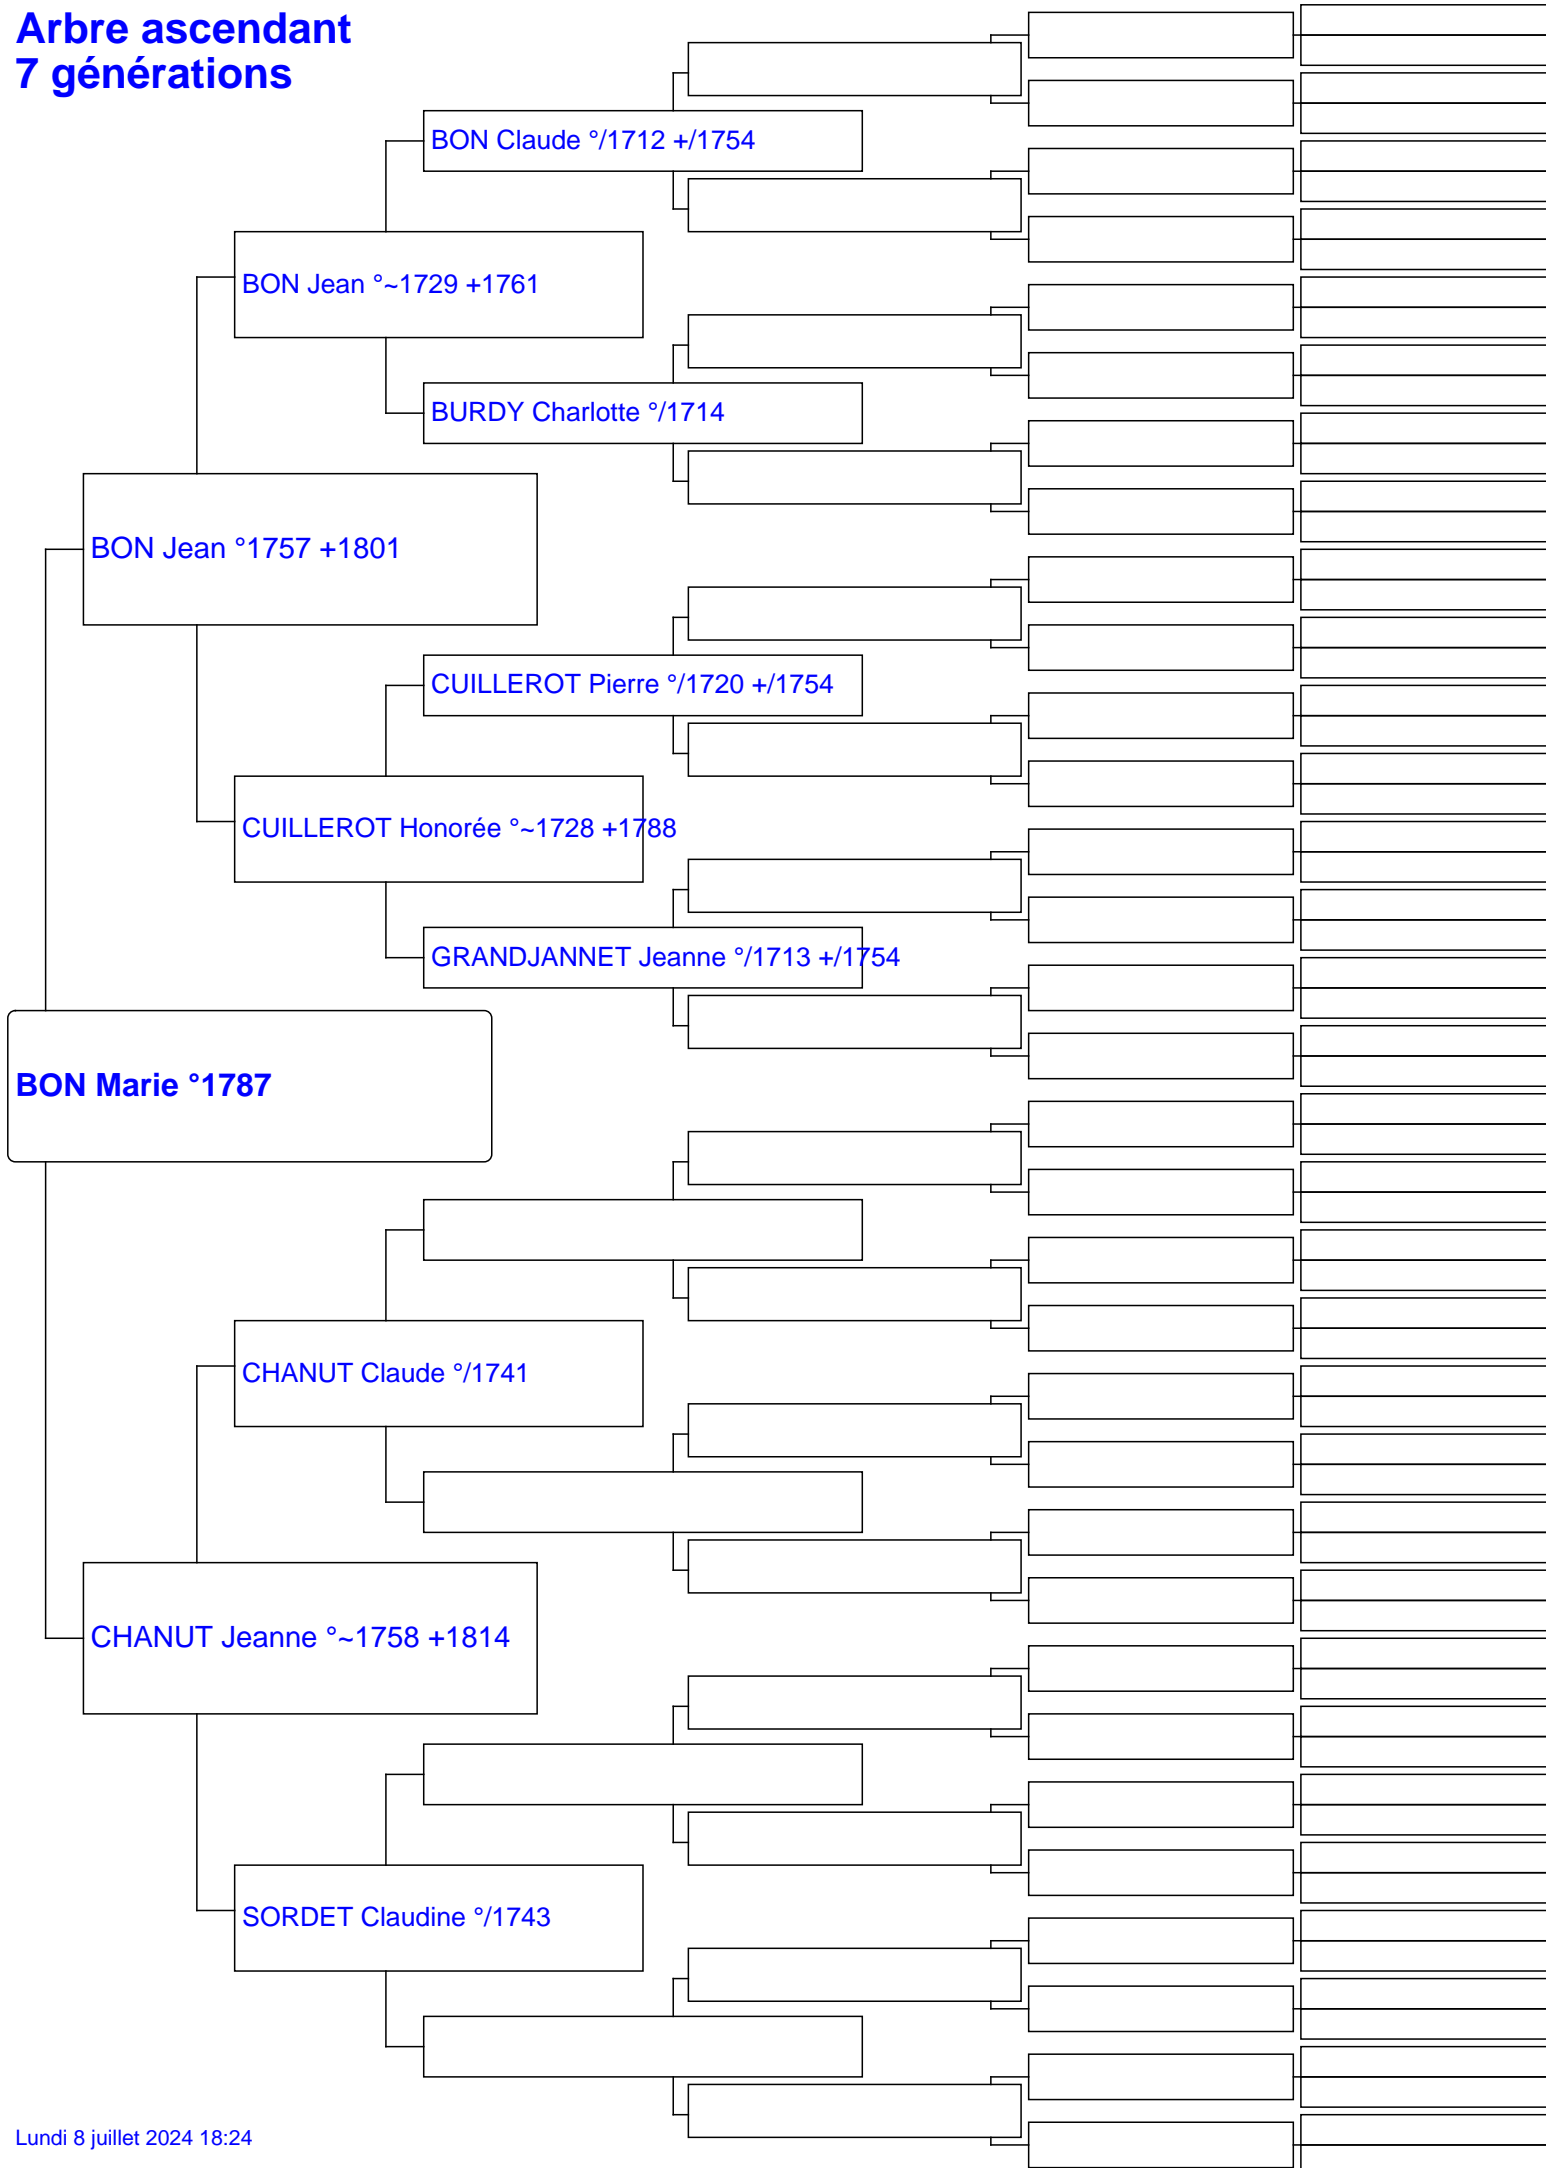 Arbre ascendant
7 générations
BON Claude °/1712 +/1754
BON Jean °~1729 +1761
BURDY Charlotte °/1714
BON Jean °1757 +1801
CUILLEROT Pierre °/1720 +/1754
CUILLEROT Honorée °~1728 +1788
GRANDJANNET Jeanne °/1713 +/1754
BON Marie °1787
CHANUT Claude °/1741
CHANUT Jeanne °~1758 +1814
SORDET Claudine °/1743
Lundi 8 juillet 2024 18:24